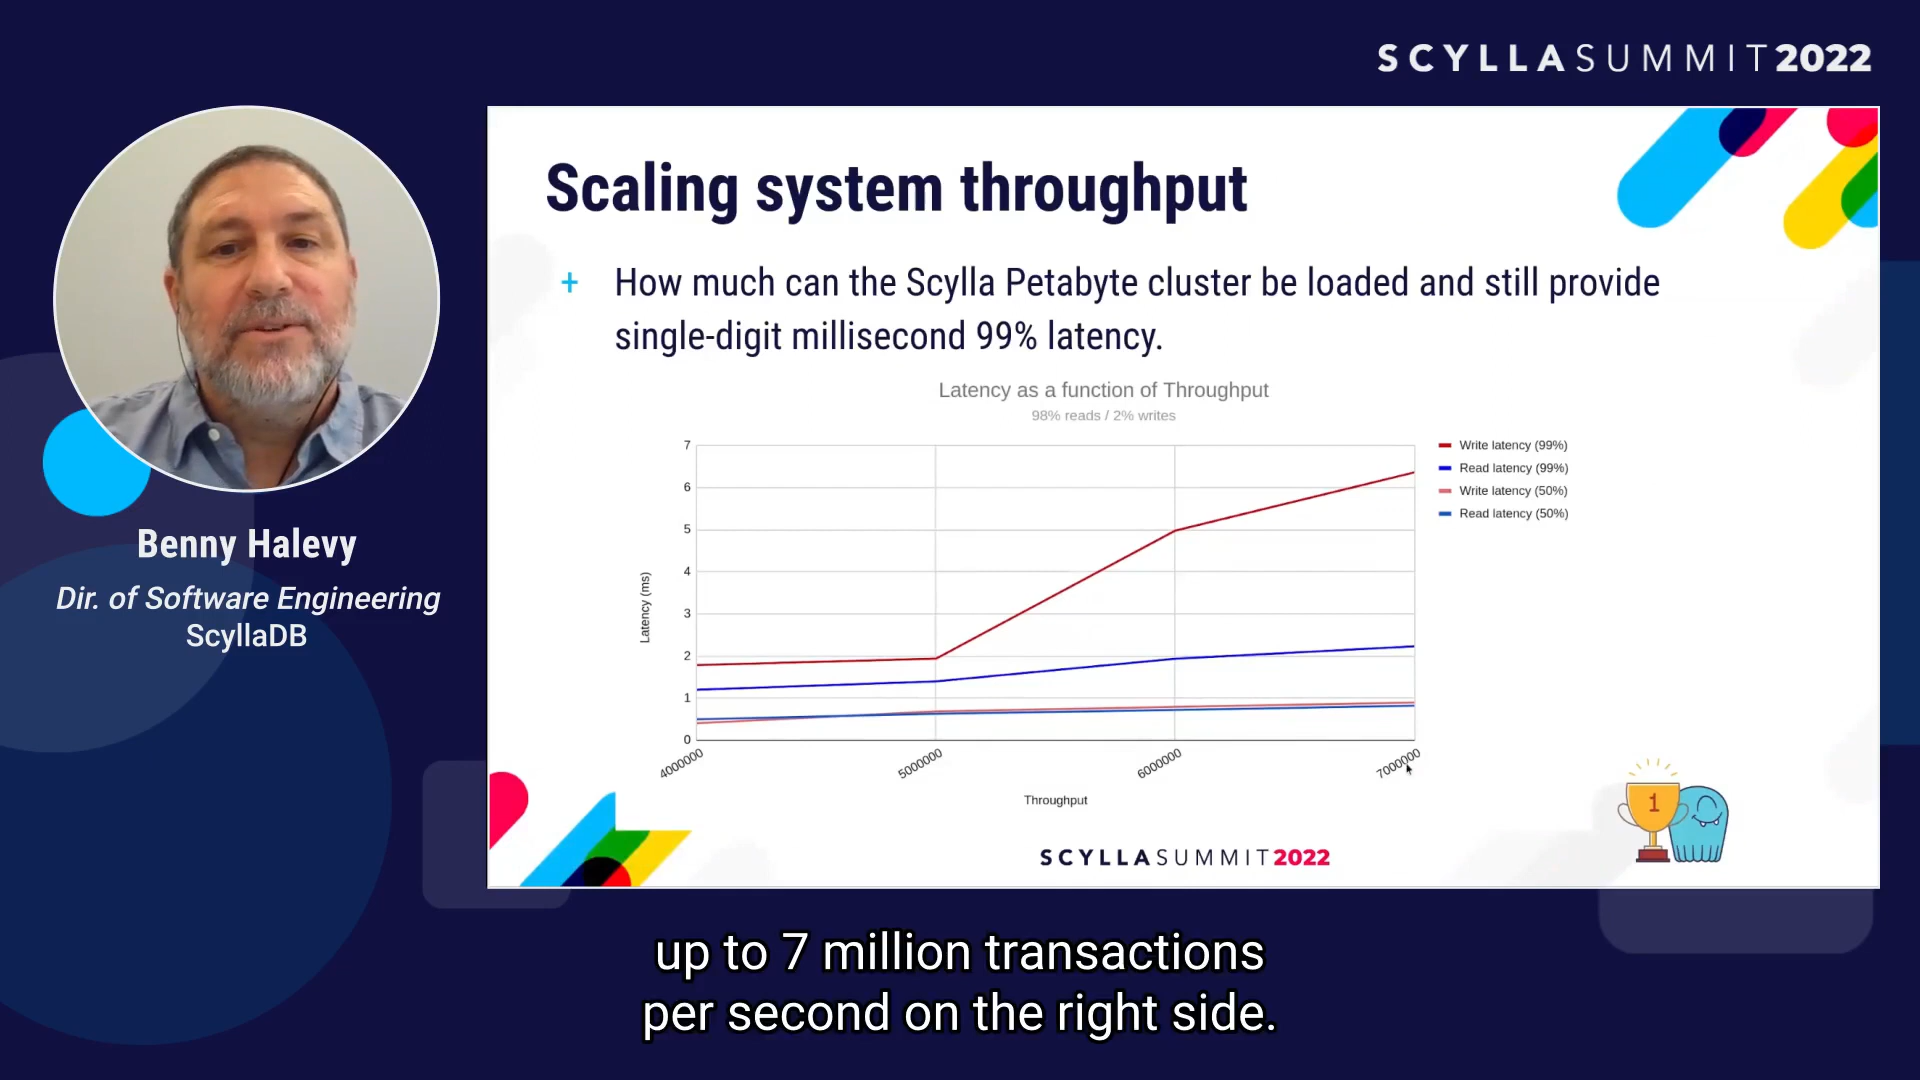 SCYLLASUMMIT2022
Scaling system throughput
+ How much can the Scylla Petabyte cluster be loaded and still provide
single-digit millisecond 99% latency.
Latency as a function of Throughput
98% reads / 2% writes
Latency (ms)
7
6
5
4
3
2
1
0
4000000
5000000
6000000
7000000
Throughput
Write latency (99%)
Read latency (99%)
Write latency (50%)
Read latency (50%)
1
SCYLLASUMMIT2022
Benny Halevy
Dir. of Software Engineering
ScyllaDB
up to 7 million transactions
per second on the right side.